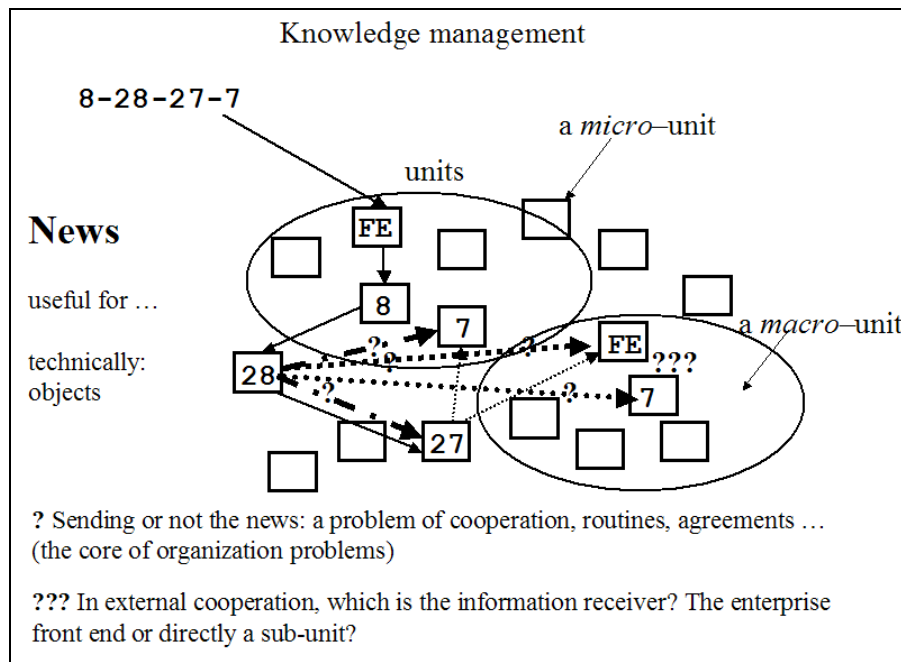 Knowledge management
8-28-27-7
a micro–unit
units
News
FE
useful for …
8
7
a macro–unit
technically:
objects
28
?
?
?
FE
???
?
?
7
27
? Sending or not the news: a problem of cooperation, routines, agreements …
(the core of organization problems)
??? In external cooperation, which is the information receiver? The enterprise
front end or directly a sub-unit?